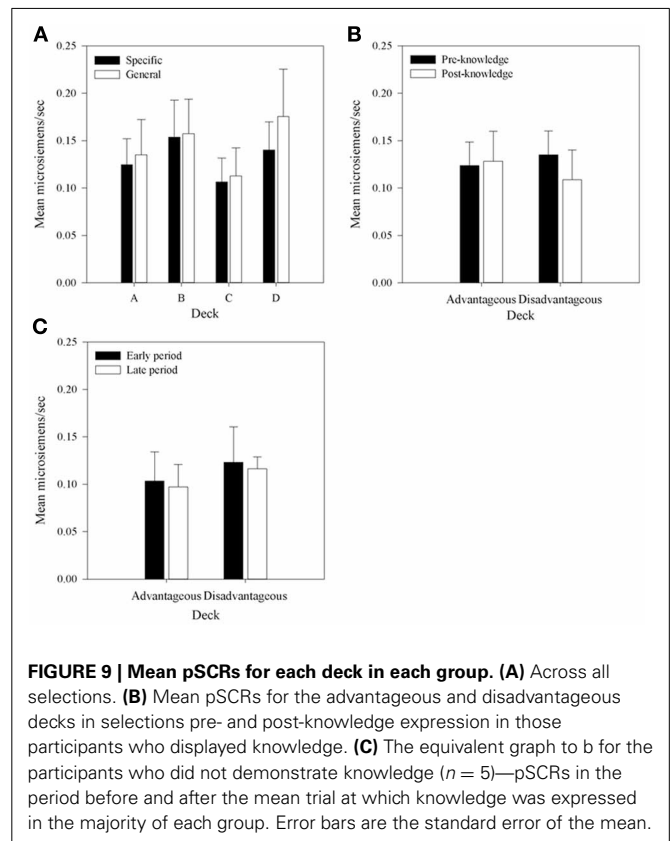 A
0.25
0.20
0.15
0.10
0.05
0.00
Mean microsiemens/sec
Specific
General
A B C D
Deck
B
0.25
0.20
0.15
0.10
0.05
0.00
Mean microsiemens/sec
Pre-knowledge
Post-knowledge
Advantageous Disadvantageous
Deck
C
0.25
0.20
0.15
0.10
0.05
0.00
Mean microsiemens/sec
Early period
Late period
Advantageous Disadvantageous
Deck
FIGURE 9 | Mean pSCRs for each deck in each group. (A) Across all
selections. (B) Mean pSCRs for the advantageous and disadvantageous
decks in selections pre- and post-knowledge expression in those
participants who displayed knowledge. (C) The equivalent graph to b for the
participants who did not demonstrate knowledge (n = 5)—pSCRs in the
period before and after the mean trial at which knowledge was expressed
in the majority of each group. Error bars are the standard error of the mean.